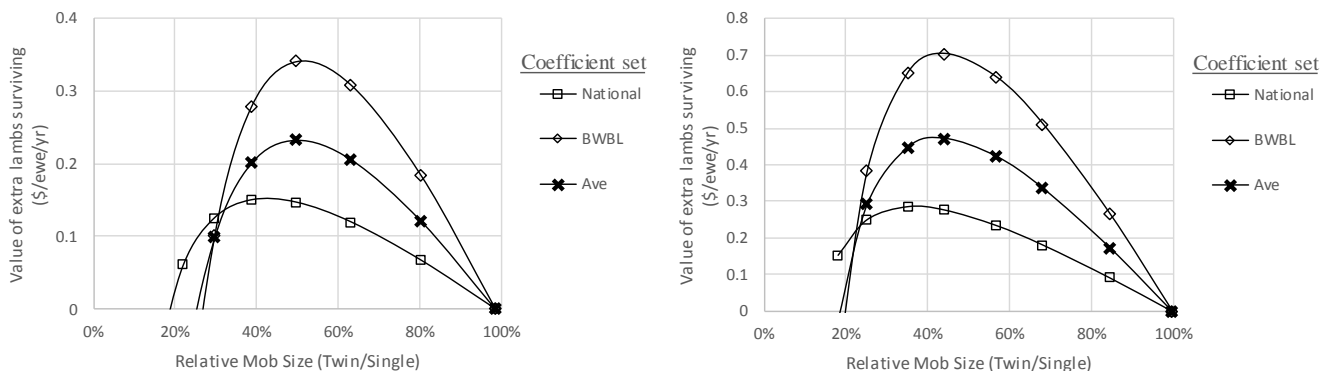 Value of extra lambs surviving
($/ewe/yr)
0.4
0.3
0.2
0.1
0
0%
20%
40%
60%
80%
100%
Relative Mob Size (Twin/Single)
Coefficient set
National
BWBL
Ave
Value of extra lambs surviving
($/ewe/yr)
0.8
0.7
0.6
0.5
0.4
0.3
0.2
0.1
0
0%
20%
40%
60%
80%
100%
Relative Mob Size (Twin/Single)
Coefficient set
National
BWBL
Ave